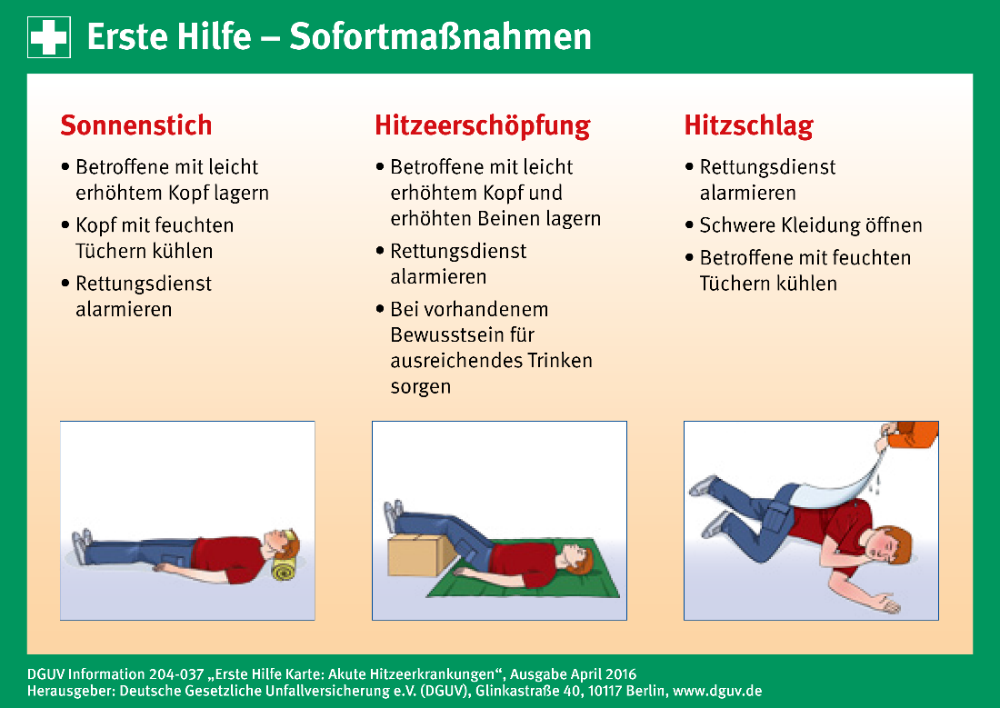 Erste Hilfe – Sofortmaßnahmen
Sonnenstich
• Betroffene mit leicht
erhöhtem Kopf lagern
• Kopf mit feuchten
Tüchern kühlen
• Rettungsdienst
alarmieren
Hitzeerschöpfung
• Betroffene mit leicht
erhöhtem Kopf und
erhöhten Beinen lagern
• Rettungsdienst
alarmieren
• Bei vorhandenem
Bewusstsein für
ausreichendes Trinken
sorgen
Hitzschlag
• Rettungsdienst
alarmieren
• Schwere Kleidung öffnen
• Betroffene mit feuchten
Tüchern kühlen
DGUV Information 204-037 „Erste Hilfe Karte: Akute Hitzeerkrankungen“, Ausgabe April 2016
Herausgeber: Deutsche Gesetzliche Unfallversicherung e.V. (DGUV), Glinkastraße 40, 10117 Berlin, www.dguv.de